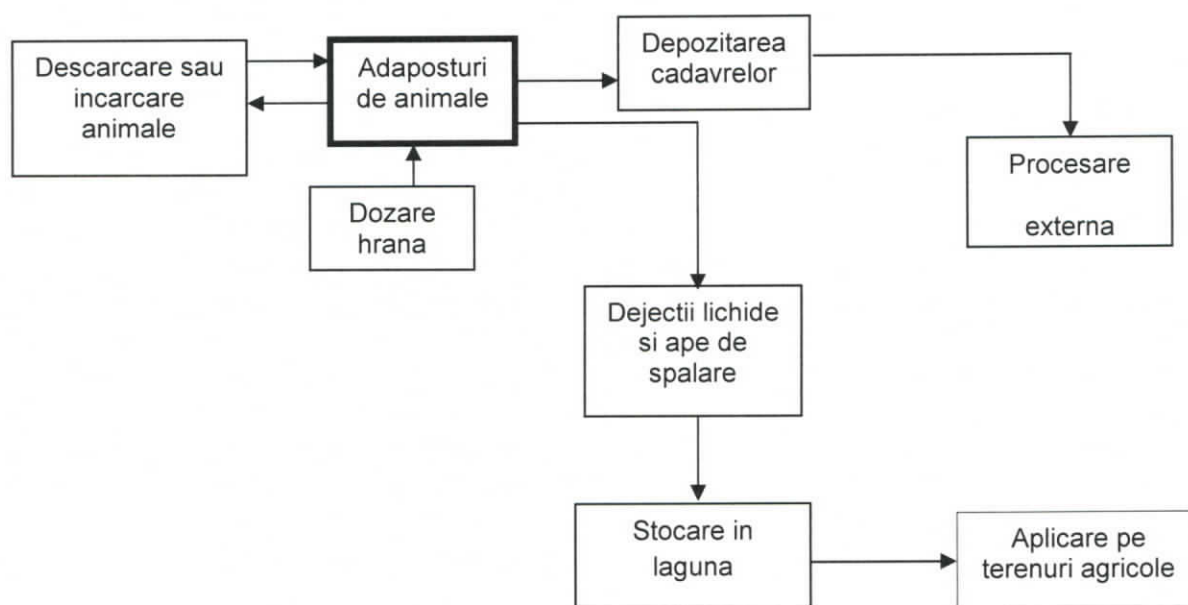 Descarcare sau
incarcare
animale
Adaposturi
de animale
Depozitarea
cadavrelor
Procesare
externa
Dozare
hrana
Dejectii lichide
si ape de
spalare
Stocare in
laguna
Aplicare pe
terenuri agricole